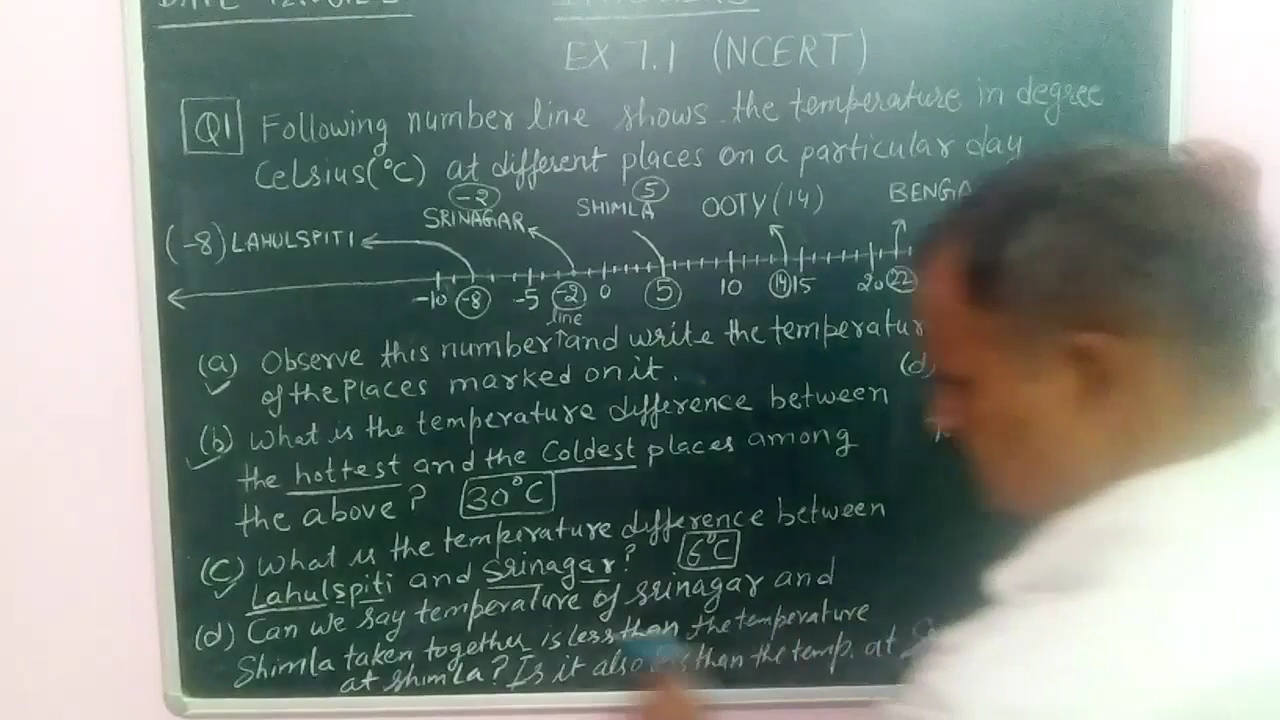 EX 7.1 (NCERT)
Q1 Following number line shows the temperature in degree
Celsius(°C) at different places on a particular day
(-8) LAHULSPITI
-2
SRINAGAR
5
SHIMLA
OOTY (14)
-10 -8 -5 -2 0 5 10 14 15 20 22
line
(a) Observe this number and write the
of the Places marked on it.
(d)
(b) What is the temperature difference between
the hottest and the Coldest places among
the above? 30°C
(c) What is the temperature difference between
Lahulspiti and Srinagar? 6°C
(d) Can we say temperature of srinagar and
Shimla taken together is less than the temperature
at shimla? Is it also than the temp. at